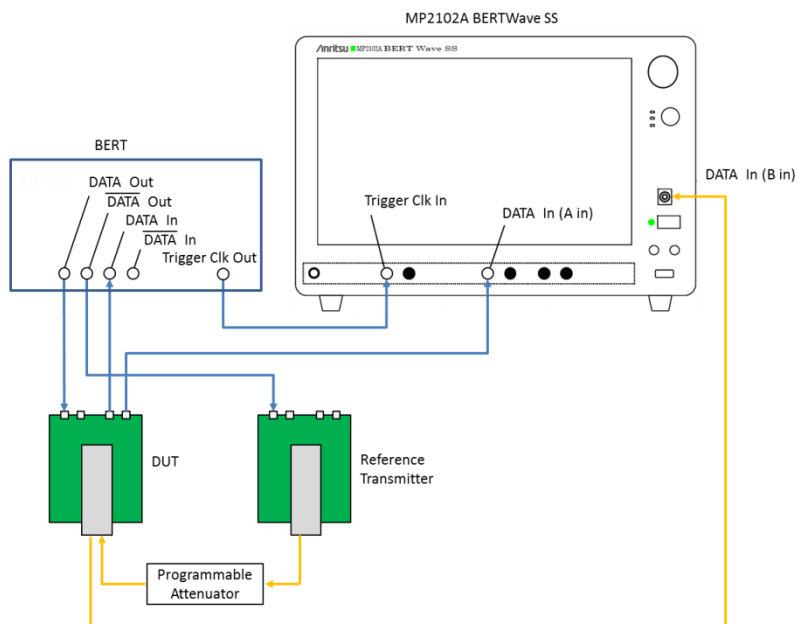 MP2102A BERTWave SS
Anritsu MP2102A BERT Wave SS
BERT
DATA Out
DATA Out
DATA In
DATA In
Trigger Clk Out
Trigger Clk In
DATA In (A in)
DATA In (B in)
DUT
Reference
Transmitter
Programmable
Attenuator